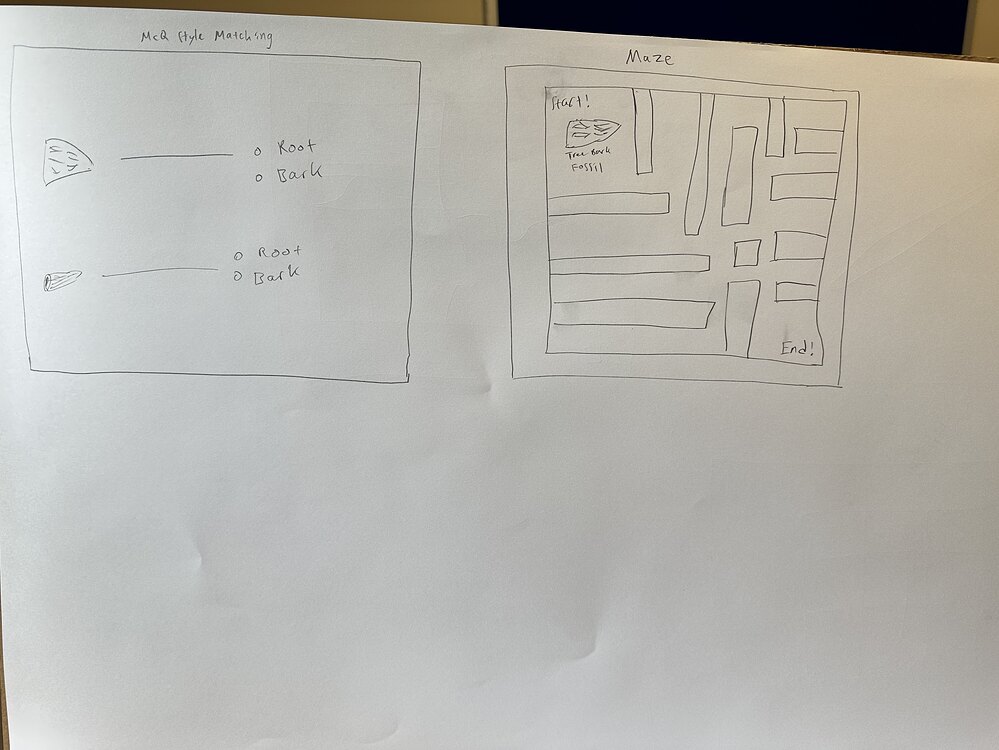 McQ Style Matching
Root
Bark
Root
Bark
Maze
Start!
Tree Bark
Fossil
End!